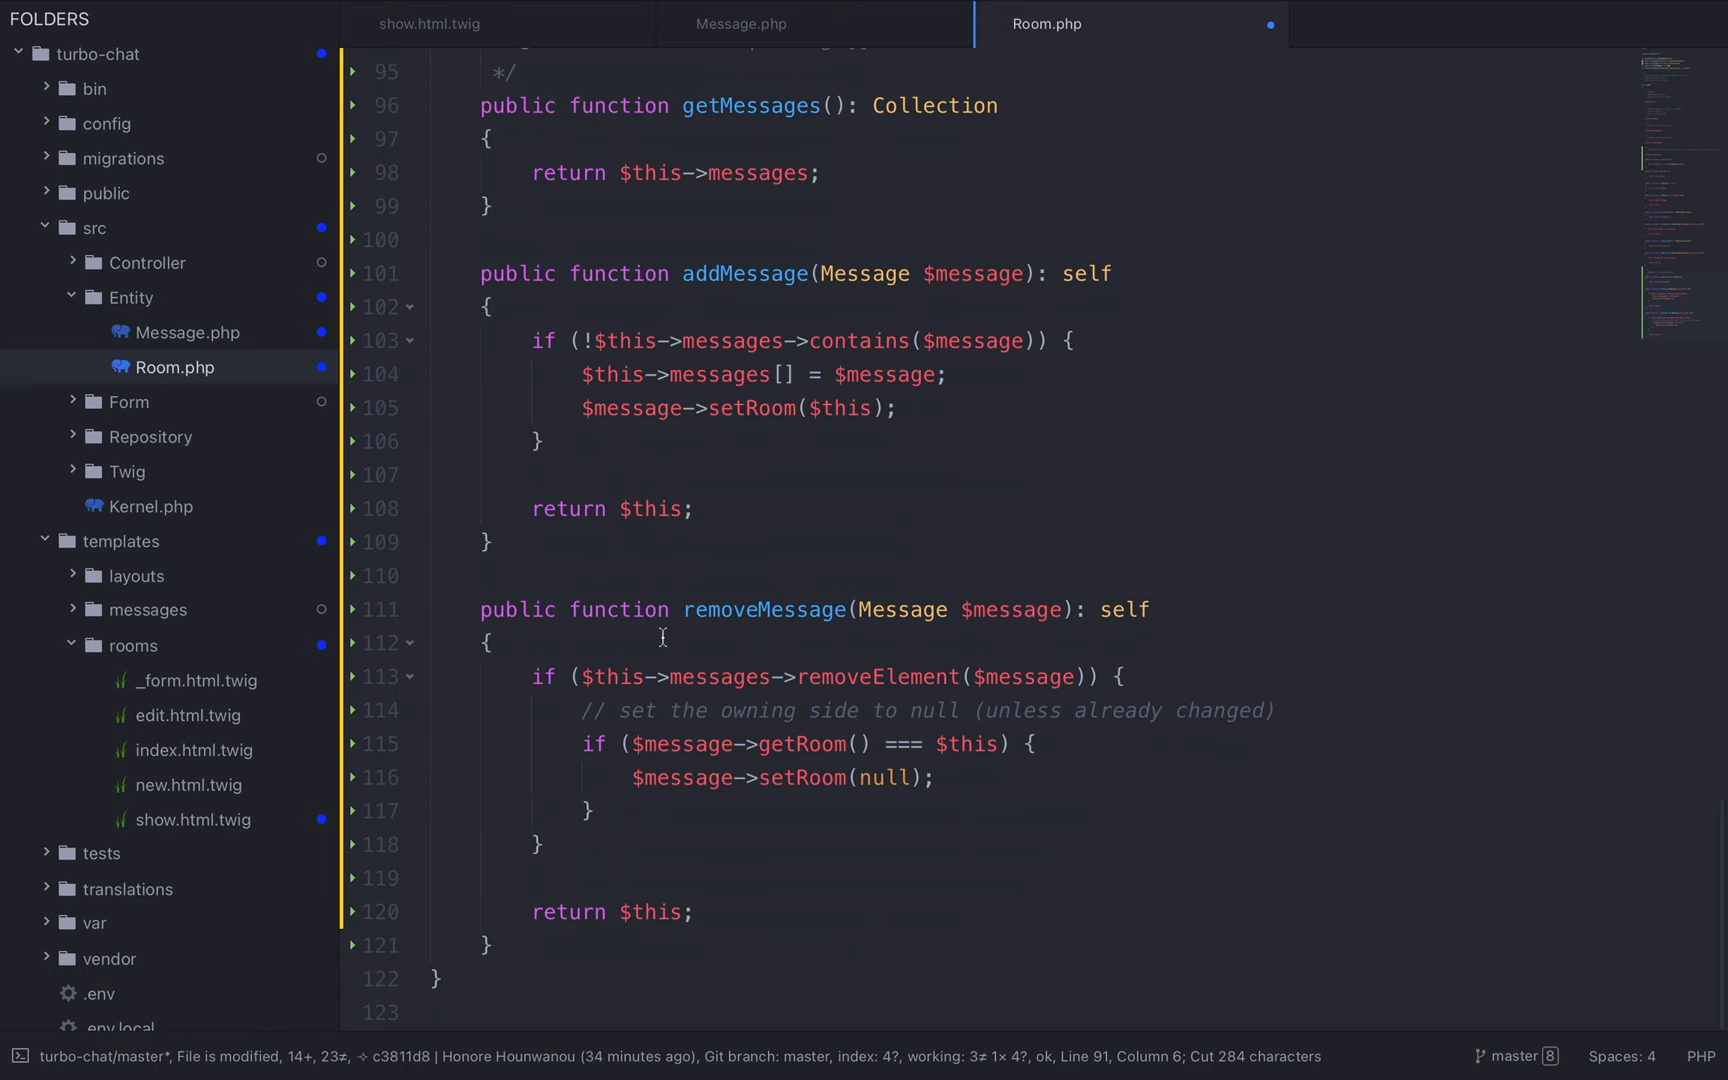 FOLDERS
turbo-chat
bin
config
migrations
public
src
Controller
Entity
Message.php
Room.php
Form
Repository
Twig
Kernel.php
templates
layouts
messages
rooms
_form.html.twig
edit.html.twig
index.html.twig
new.html.twig
show.html.twig
tests
translations
var
vendor
.env
.env.local
show.html.twig
Message.php
Room.php
95 */
96 public function getMessages(): Collection
97 {
98 return $this->messages;
99 }
100
101 public function addMessage(Message $message): self
102 {
103 if (!$this->messages->contains($message)) {
104 $this->messages[] = $message;
105 $message->setRoom($this);
106 }
107
108 return $this;
109 }
110
111 public function removeMessage(Message $message): self
112 {
113 if ($this->messages->removeElement($message)) {
114 // set the owning side to null (unless already changed)
115 if ($message->getRoom() === $this) {
116 $message->setRoom(null);
117 }
118 }
119
120 return $this;
121 }
122 }
123
turbo-chat/master*, File is modified, 14+, 23≠, ⊹ c3811d8 | Honore Hounwanou (34 minutes ago), Git branch: master, index: 4?, working: 3≠ 1× 4?, ok, Line 91, Column 6; Cut 284 characters
master 8
Spaces: 4
PHP